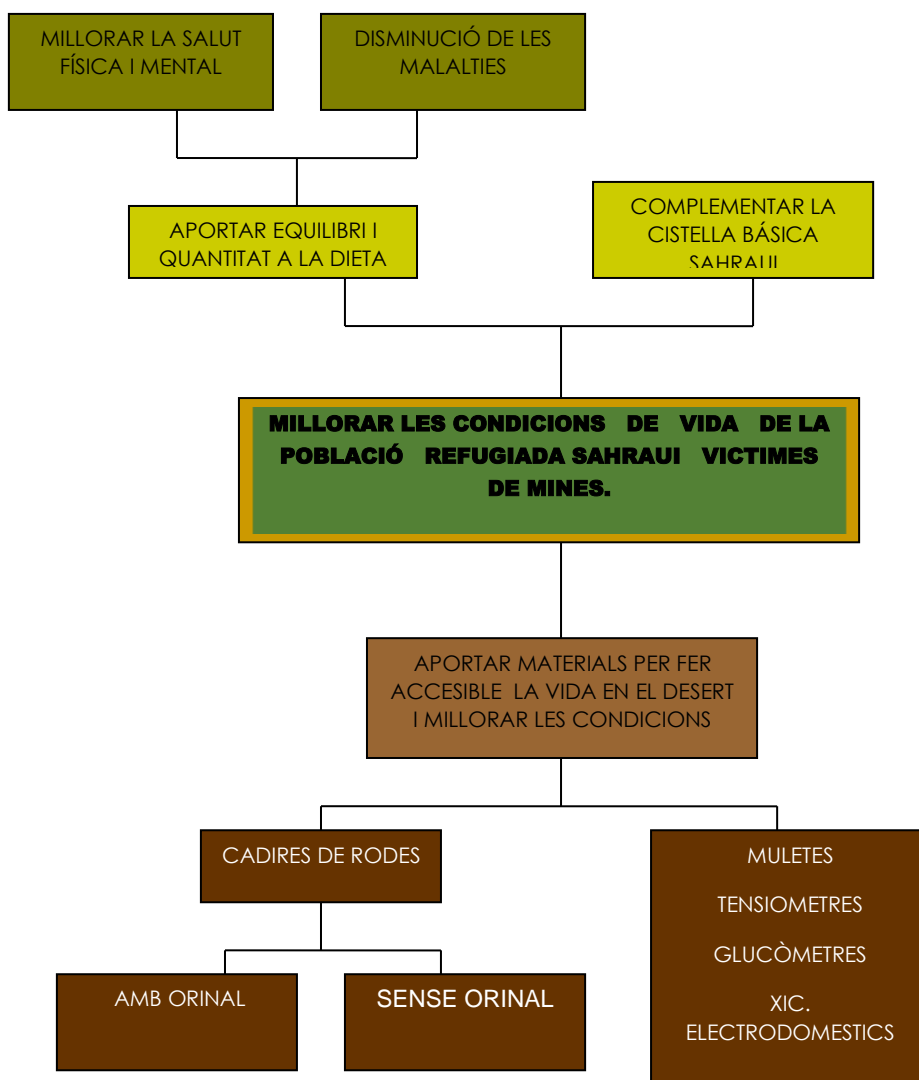 MILLORAR LA SALUT
FÍSICA I MENTAL
DISMINUCIÓ DE LES
MALALTIES
APORTAR EQUILIBRI I
QUANTITAT A LA DIETA
COMPLEMENTAR LA
CISTELLA BÁSICA
SAHRAUI
MILLORAR LES CONDICIONS DE VIDA DE LA
POBLACIÓ REFUGIADA SAHRAUI VICTIMES
DE MINES.
APORTAR MATERIALS PER FER
ACCESIBLE LA VIDA EN EL DESERT
I MILLORAR LES CONDICIONS
CADIRES DE RODES
AMB ORINAL
SENSE ORINAL
MULETES
TENSIOMETRES
GLUCÒMETRES
XIC.
ELECTRODOMESTICS